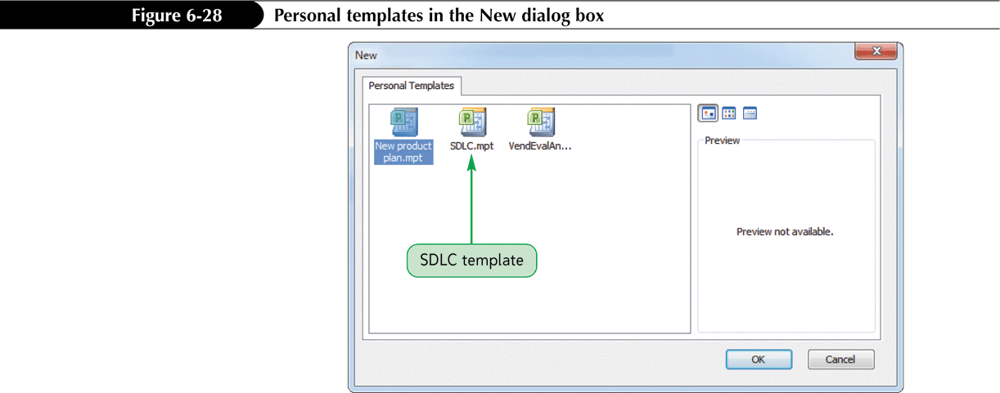 Figure 6-28 Personal templates in the New dialog box
New
Personal Templates
New product
plan.mpt
SDLC.mpt
VendEvalAn...
Preview
Preview not available.
SDLC template
OK
Cancel